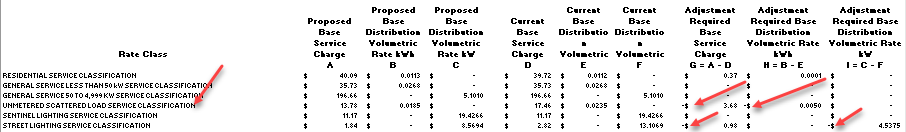 Rate Class
Proposed Base Service Charge A
Proposed Base Distribution Volumetric Rate kWh B
Proposed Base Distribution Volumetric Rate kW C
Current Base Service Charge D
Current Base Distributio n Volumetric E
Current Base Distributio n Volumetric F
Adjustment Required Base Service Charge G = A - D
Adjustment Required Base Distribution Volumetric Rate kWh H = B - E
Adjustment Required Base Distribution Volumetric Rate kW I = C - F
RESIDENTIAL SERVICE CLASSIFICATION $ 40.09 $ 0.0113 $ - $ 39.72 $ 0.0112 $ - $ 0.37 $ 0.0001 $ -
GENERAL SERVICE LESS THAN 50 kW SERVICE CLASSIFICATION $ 35.73 $ 0.0268 $ - $ 35.73 $ 0.0268 $ - $ - $ - $ -
GENERAL SERVICE 50 TO 4,999 KW SERVICE CLASSIFICATION $ 196.66 $ - $ 5.1010 $ 196.66 $ - $ 5.1010 $ - $ - $ -
UNMETERED SCATTERED LOAD SERVICE CLASSIFICATION $ 13.78 $ 0.0185 $ - $ 17.46 $ 0.0235 $ - -$ 3.68 -$ 0.0050 $ -
SENTINEL LIGHTING SERVICE CLASSIFICATION $ 11.17 $ - $ 19.4266 $ 11.17 $ - $ 19.4266 $ - $ - $ -
STREET LIGHTING SERVICE CLASSIFICATION $ 1.84 $ - $ 8.5694 $ 2.82 $ - $ 13.1069 -$ 0.98 $ - -$ 4.5375